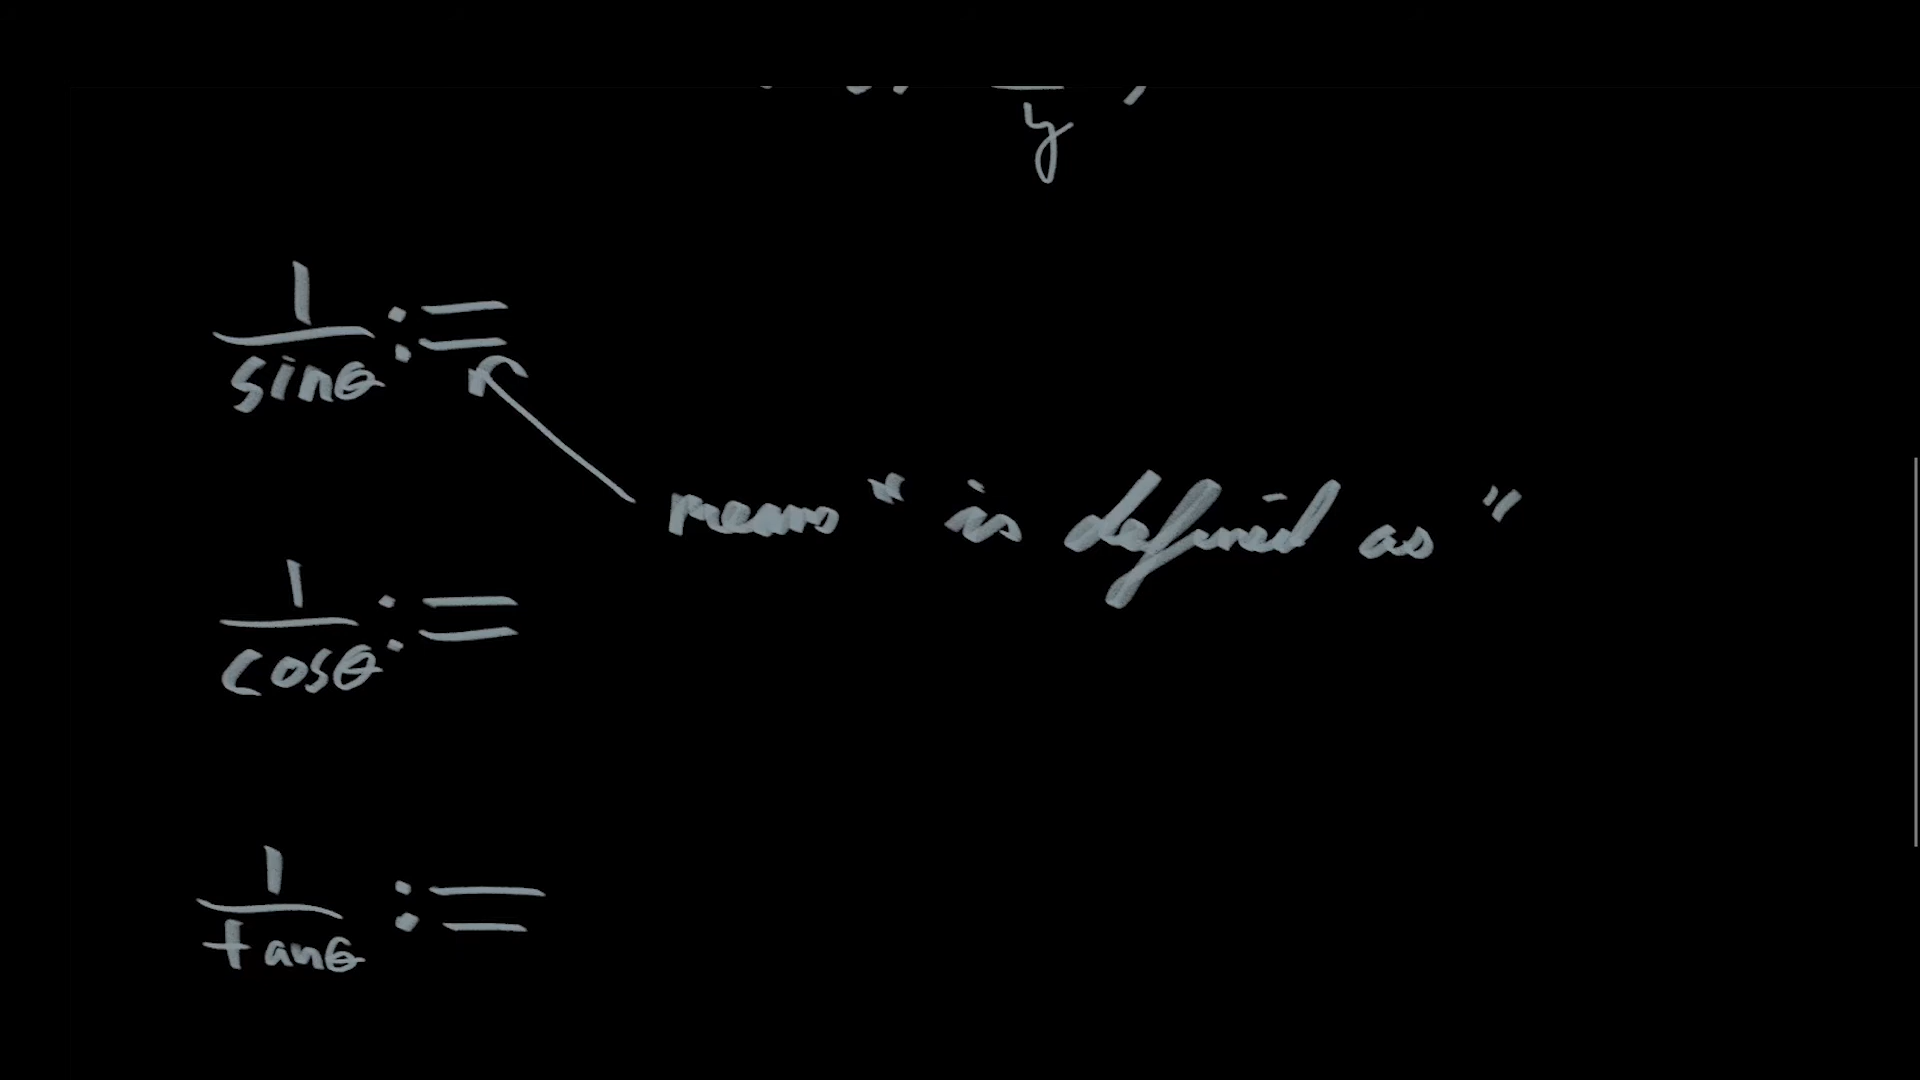 y
1/sinθ :=
means " is defined as "
1/cosθ :=
1/tanθ :=